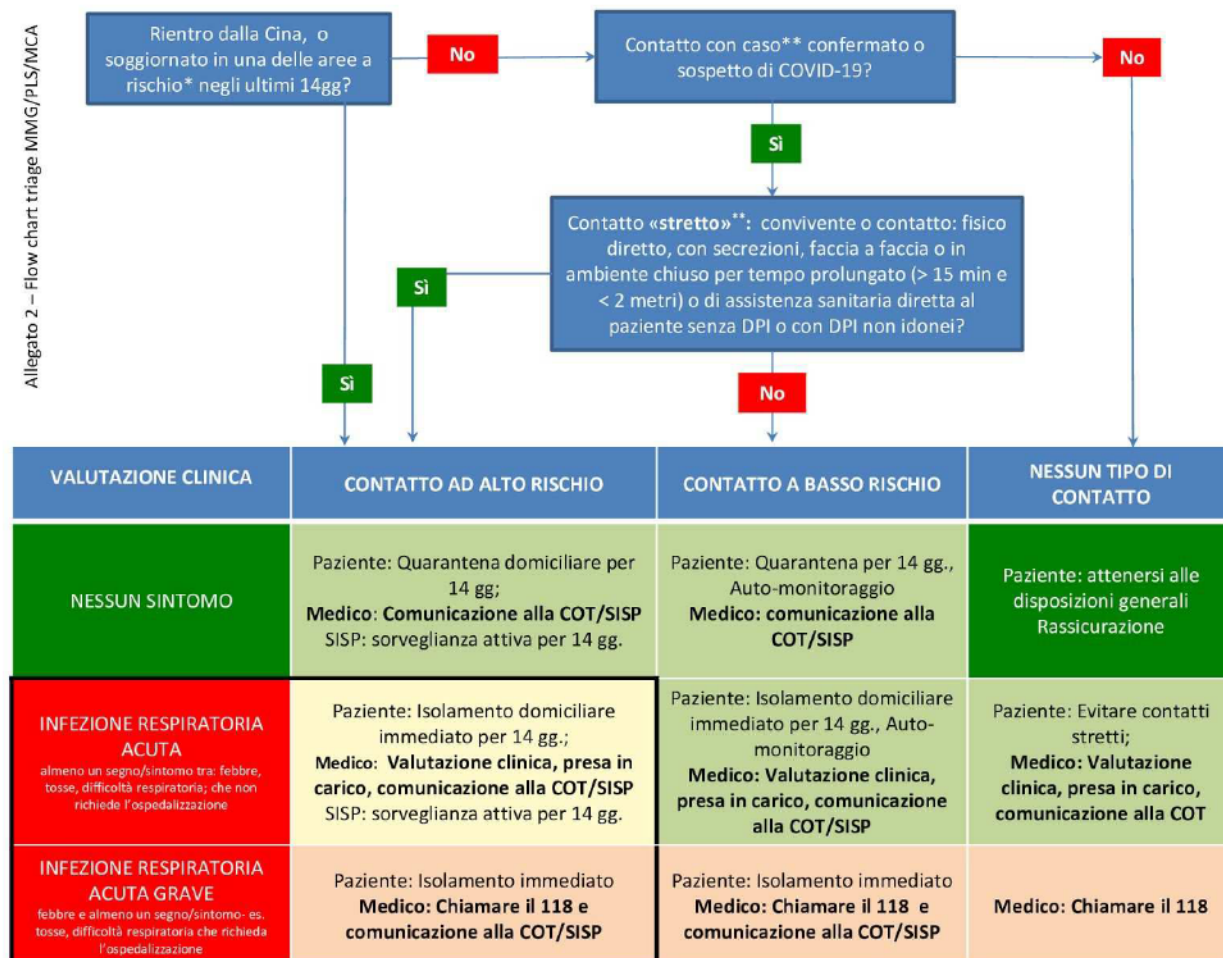 Allegato 2 – Flow chart triage MMG/PLS/MCA
Rientro dalla Cina, o
soggiornato in una delle aree a
rischio* negli ultimi 14gg?
No
Contatto con caso** confermato o
sospetto di COVID-19?
No
Sì
Contatto «stretto»**: convivente o contatto: fisico
diretto, con secrezioni, faccia a faccia o in
ambiente chiuso per tempo prolungato (> 15 min e
< 2 metri) o di assistenza sanitaria diretta al
paziente senza DPI o con DPI non idonei?
Sì
Sì
No
VALUTAZIONE CLINICA
CONTATTO AD ALTO RISCHIO
CONTATTO A BASSO RISCHIO
NESSUN TIPO DI
CONTATTO
NESSUN SINTOMO
Paziente: Quarantena domiciliare per
14 gg;
Medico: Comunicazione alla COT/SISP
SISP: sorveglianza attiva per 14 gg.
Paziente: Quarantena per 14 gg.,
Auto-monitoraggio
Medico: comunicazione alla
COT/SISP
Paziente: attenersi alle
disposizioni generali
Rassicurazione
INFEZIONE RESPIRATORIA
ACUTA
almeno un segno/sintomo tra: febbre,
tosse, difficoltà respiratoria; che non
richiede l'ospedalizzazione
Paziente: Isolamento domiciliare
immediato per 14 gg.;
Medico: Valutazione clinica, presa in
carico, comunicazione alla COT/SISP
SISP: sorveglianza attiva per 14 gg.
Paziente: Isolamento domiciliare
immediato per 14 gg., Auto-
monitoraggio
Medico: Valutazione clinica,
presa in carico, comunicazione
alla COT/SISP
Paziente: Evitare contatti
stretti;
Medico: Valutazione
clinica, presa in carico,
comunicazione alla COT
INFEZIONE RESPIRATORIA
ACUTA GRAVE
febbre e almeno un segno/sintomo- es.
tosse, difficoltà respiratoria che richieda
l'ospedalizzazione
Paziente: Isolamento immediato
Medico: Chiamare il 118 e
comunicazione alla COT/SISP
Paziente: Isolamento immediato
Medico: Chiamare il 118 e
comunicazione alla COT/SISP
Medico: Chiamare il 118